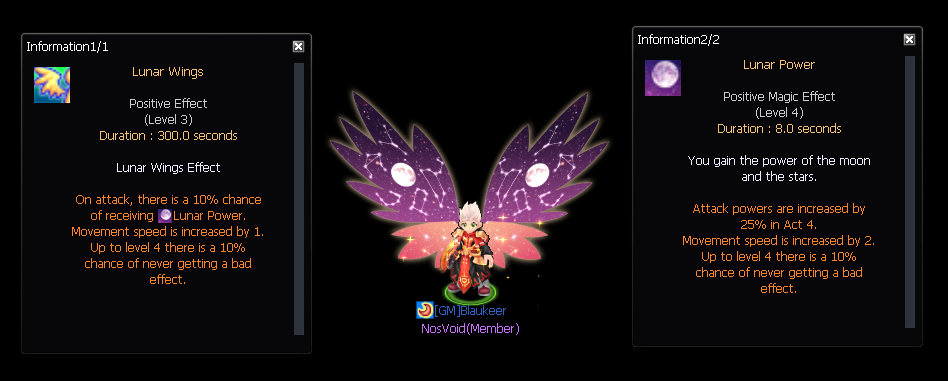 Information1/1
Lunar Wings
Positive Effect
(Level 3)
Duration : 300.0 seconds
Lunar Wings Effect
On attack, there is a 10% chance
of receiving Lunar Power.
Movement speed is increased by 1.
Up to level 4 there is a 10%
chance of never getting a bad
effect.
[GM]Blaukeer
NosVoid(Member)
Information2/2
Lunar Power
Positive Magic Effect
(Level 4)
Duration : 8.0 seconds
You gain the power of the moon
and the stars.
Attack powers are increased by
25% in Act 4.
Movement speed is increased by 2.
Up to level 4 there is a 10%
chance of never getting a bad
effect.